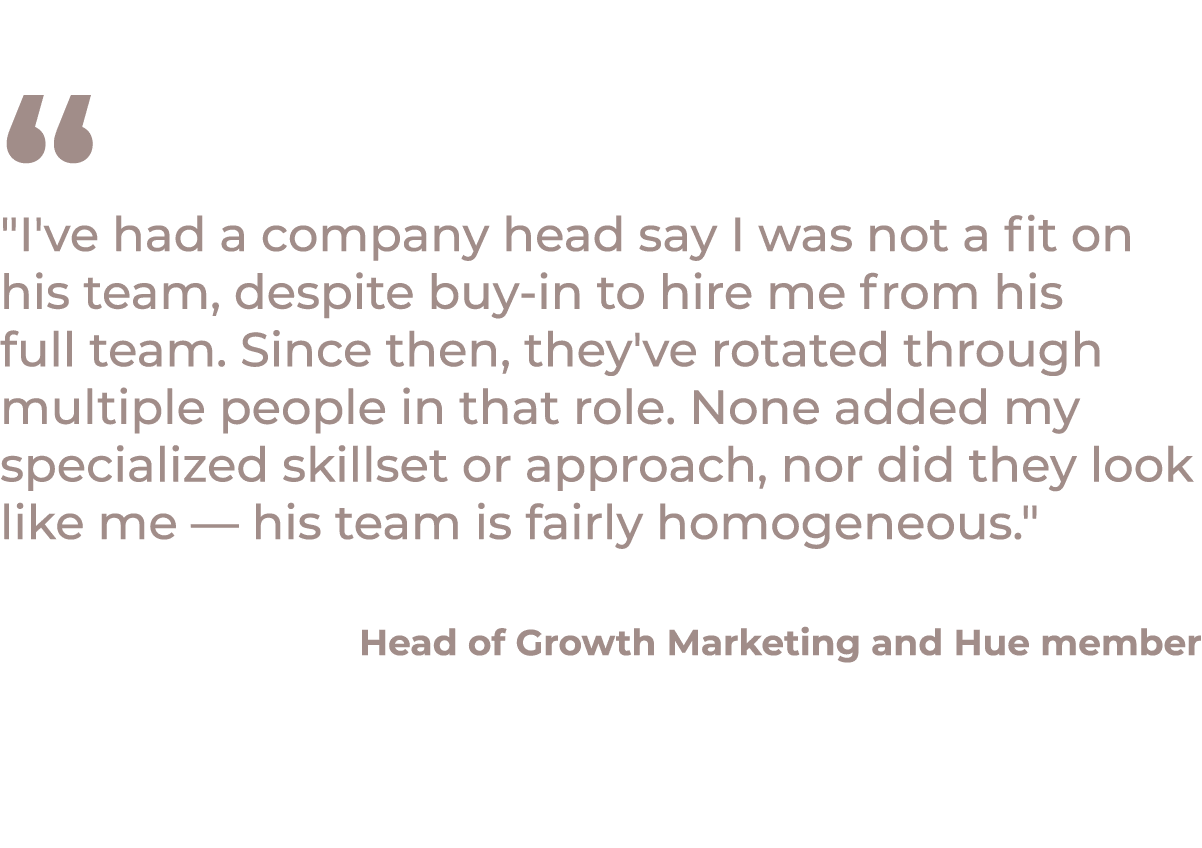 “
"I've had a company head say I was not a fit on
his team, despite buy-in to hire me from his
full team. Since then, they've rotated through
multiple people in that role. None added my
specialized skillset or approach, nor did they look
like me — his team is fairly homogeneous."
Head of Growth Marketing and Hue member